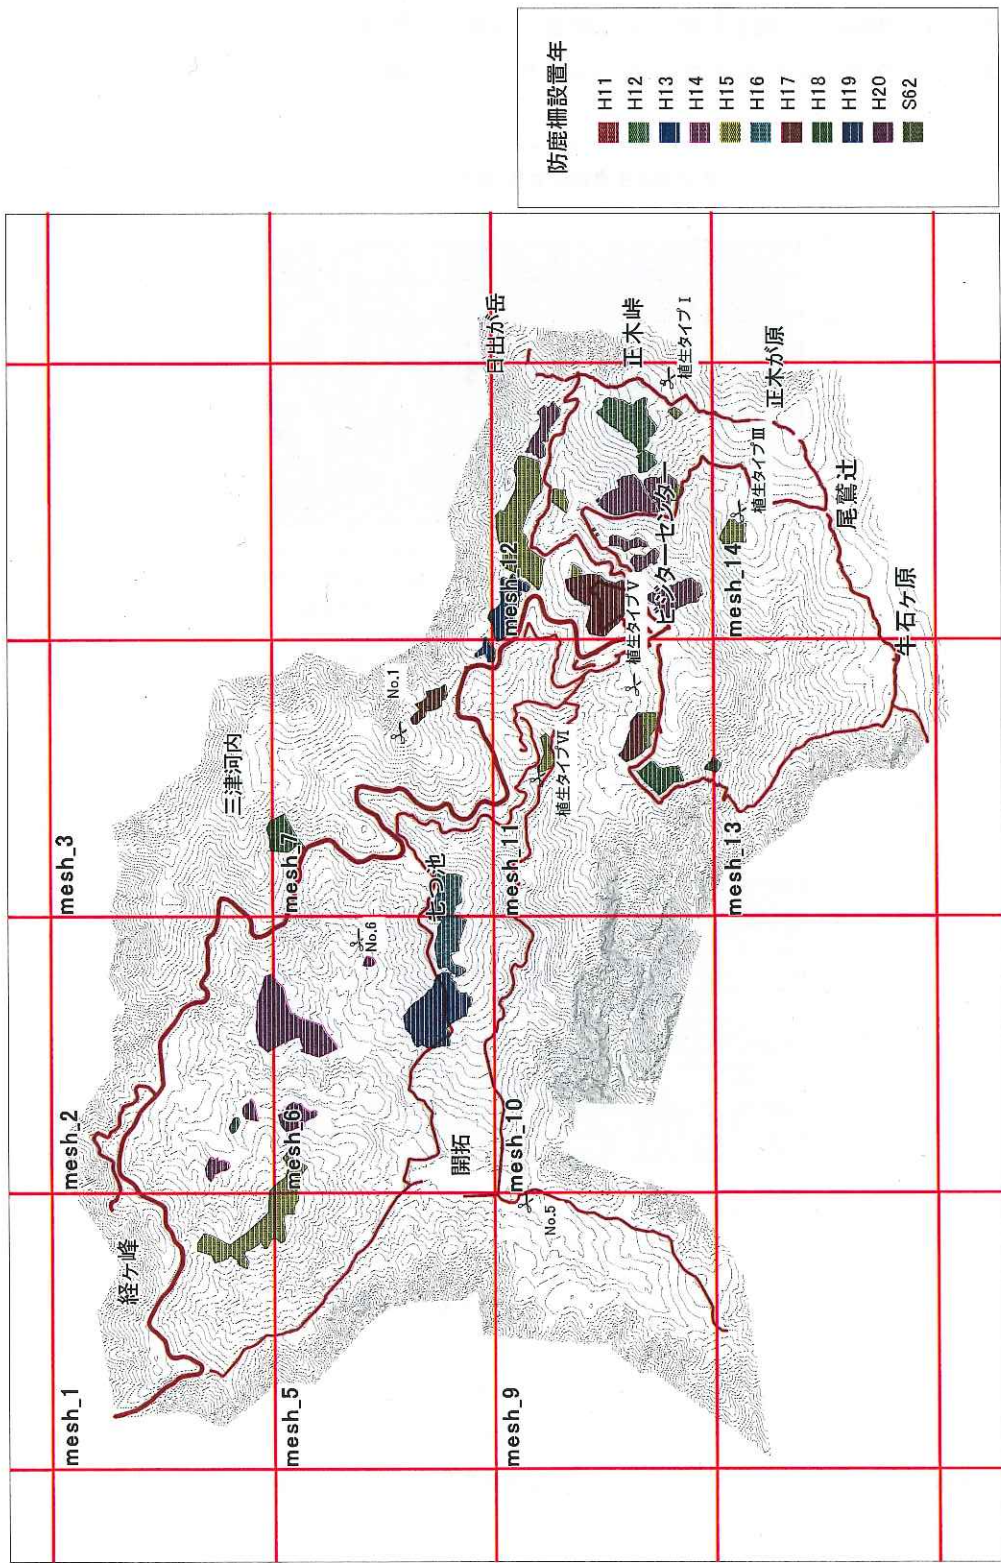 mesh_1
mesh_2
mesh_3
経ヶ峰
三津河内
mesh_5
mesh_6
mesh_7
No.1
No.6
七つ池
開拓
日出が岳
mesh_9
mesh_10
mesh_11
mesh_12
No.5
植生タイプⅥ
植生タイプⅤ
ビジターセンター
正木峠
植生タイプⅠ
mesh_13
mesh_14
植生タイプⅢ
正木が原
尾鷲辻
牛石ヶ原
防鹿柵設置年
H11
H12
H13
H14
H15
H16
H17
H18
H19
H20
S62